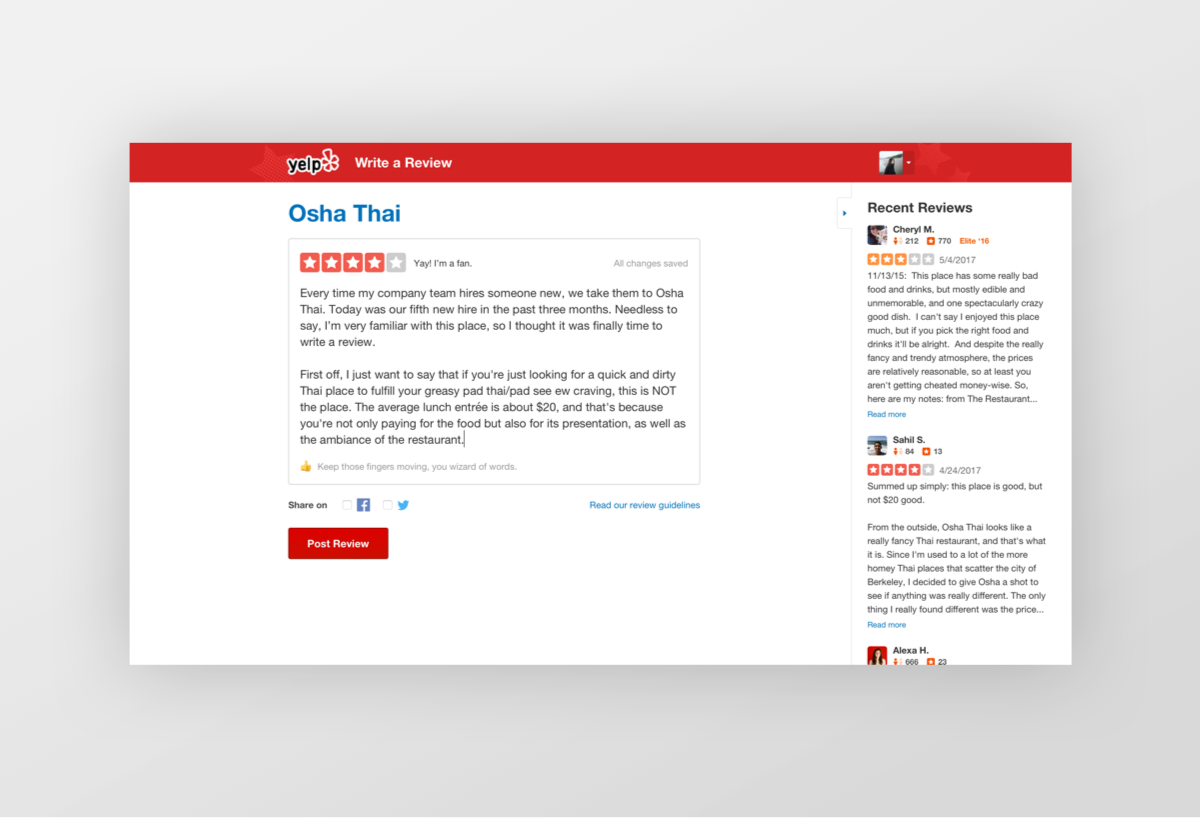 yelp
Write a Review
Osha Thai
Yay! I'm a fan.
All changes saved
Every time my company team hires someone new, we take them to Osha
Thai. Today was our fifth new hire in the past three months. Needless to
say, I'm very familiar with this place, so I thought it was finally time to
write a review.
First off, I just want to say that if you're just looking for a quick and dirty
Thai place to fulfill your greasy pad thai/pad see ew craving, this is NOT
the place. The average lunch entrée is about $20, and that's because
you're not only paying for the food but also for its presentation, as well as
the ambiance of the restaurant.
Keep those fingers moving, you wizard of words.
Share on
Read our review guidelines
Post Review
Recent Reviews
Cheryl M.
212 770 Elite '16
5/4/2017
11/13/15: This place has some really bad
food and drinks, but mostly edible and
unmemorable, and one spectacularly crazy
good dish. I can't say I enjoyed this place
much, but if you pick the right food and
drinks it'll be alright. And despite the really
fancy and trendy atmosphere, the prices
are relatively reasonable, so at least you
aren't getting cheated money-wise. So,
here are my notes: from The Restaurant...
Read more
Sahil S.
84 13
4/24/2017
Summed up simply: this place is good, but
not $20 good.
From the outside, Osha Thai looks like a
really fancy Thai restaurant, and that's what
it is. Since I'm used to a lot of the more
homey Thai places that scatter the city of
Berkeley, I decided to give Osha a shot to
see if anything was really different. The only
thing I really found different was the price...
Read more
Alexa H.
666 23